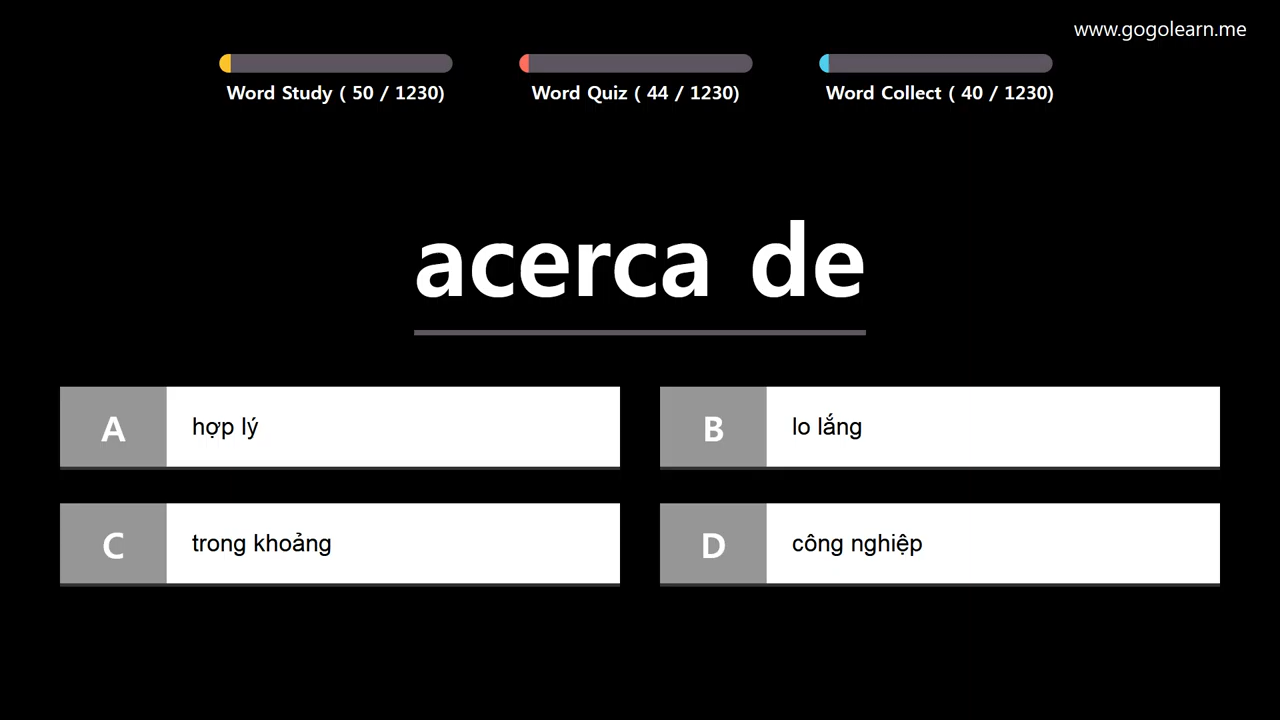 www.gogolearn.me
Word Study ( 50 / 1230)
Word Quiz ( 44 / 1230)
Word Collect ( 40 / 1230)
acerca de
A
hợp lý
B
lo lắng
C
trong khoảng
D
công nghiệp